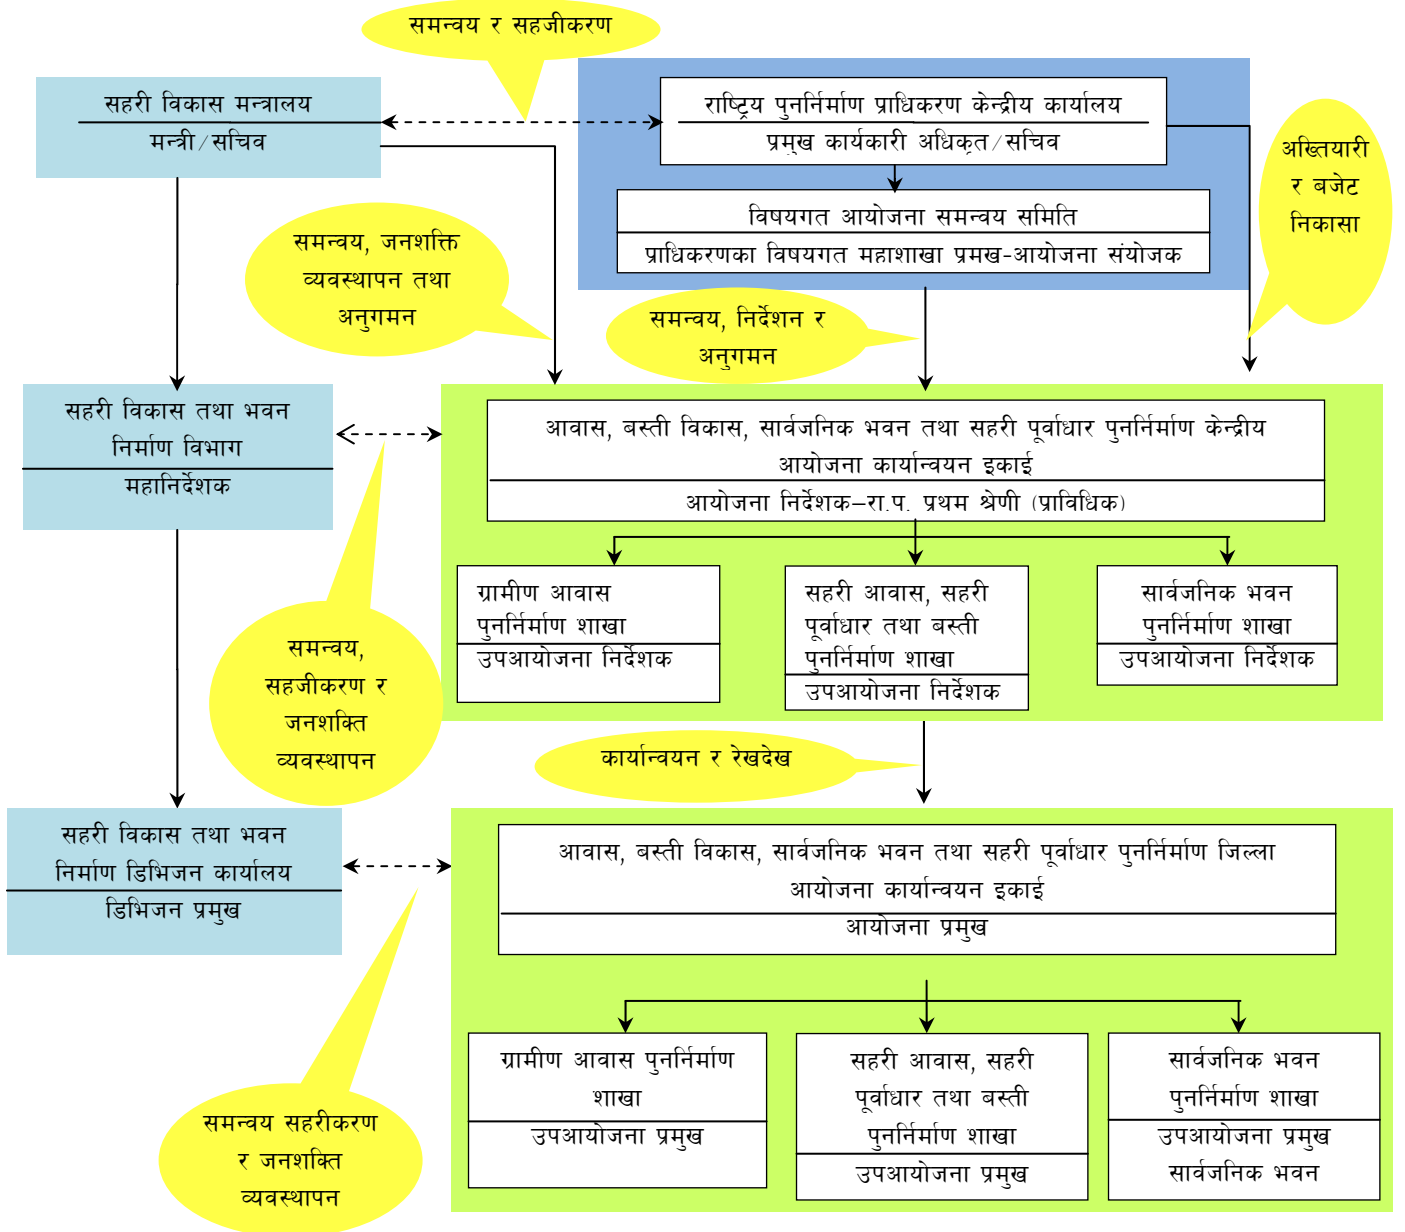 समन्वय र सहजीकरण
सहरी विकास मन्त्रालय
मन्त्री/सचिव
राष्ट्रिय पुनर्निर्माण प्राधिकरण केन्द्रीय कार्यालय
प्रमुख कार्यकारी अधिकृत/सचिव
अख्तियारी
र बजेट
निकासा
विषयगत आयोजना समन्वय समिति
प्राधिकरणका विषयगत महाशाखा प्रमख-आयोजना संयोजक
समन्वय, जनशक्ति
व्यवस्थापन तथा
अनुगमन
समन्वय, निर्देशन र
अनुगमन
सहरी विकास तथा भवन
निर्माण विभाग
महानिर्देशक
आवास, बस्ती विकास, सार्वजनिक भवन तथा सहरी पूर्वाधार पुनर्निर्माण केन्द्रीय
आयोजना कार्यान्वयन इकाई
आयोजना निर्देशक–रा.प. प्रथम श्रेणी (प्राविधिक)
ग्रामीण आवास
पुनर्निर्माण शाखा
उपआयोजना निर्देशक
सहरी आवास, सहरी
पूर्वाधार तथा बस्ती
पुनर्निर्माण शाखा
उपआयोजना निर्देशक
सार्वजनिक भवन
पुनर्निर्माण शाखा
उपआयोजना निर्देशक
समन्वय,
सहजीकरण र
जनशक्ति
व्यवस्थापन
कार्यान्वयन र रेखदेख
सहरी विकास तथा भवन
निर्माण डिभिजन कार्यालय
डिभिजन प्रमुख
आवास, बस्ती विकास, सार्वजनिक भवन तथा सहरी पूर्वाधार पुनर्निर्माण जिल्ला
आयोजना कार्यान्वयन इकाई
आयोजना प्रमुख
ग्रामीण आवास पुनर्निर्माण
शाखा
उपआयोजना प्रमुख
सहरी आवास, सहरी
पूर्वाधार तथा बस्ती
पुनर्निर्माण शाखा
उपआयोजना प्रमुख
सार्वजनिक भवन
पुनर्निर्माण शाखा
उपआयोजना प्रमुख
सार्वजनिक भवन
समन्वय सहरीकरण
र जनशक्ति
व्यवस्थापन